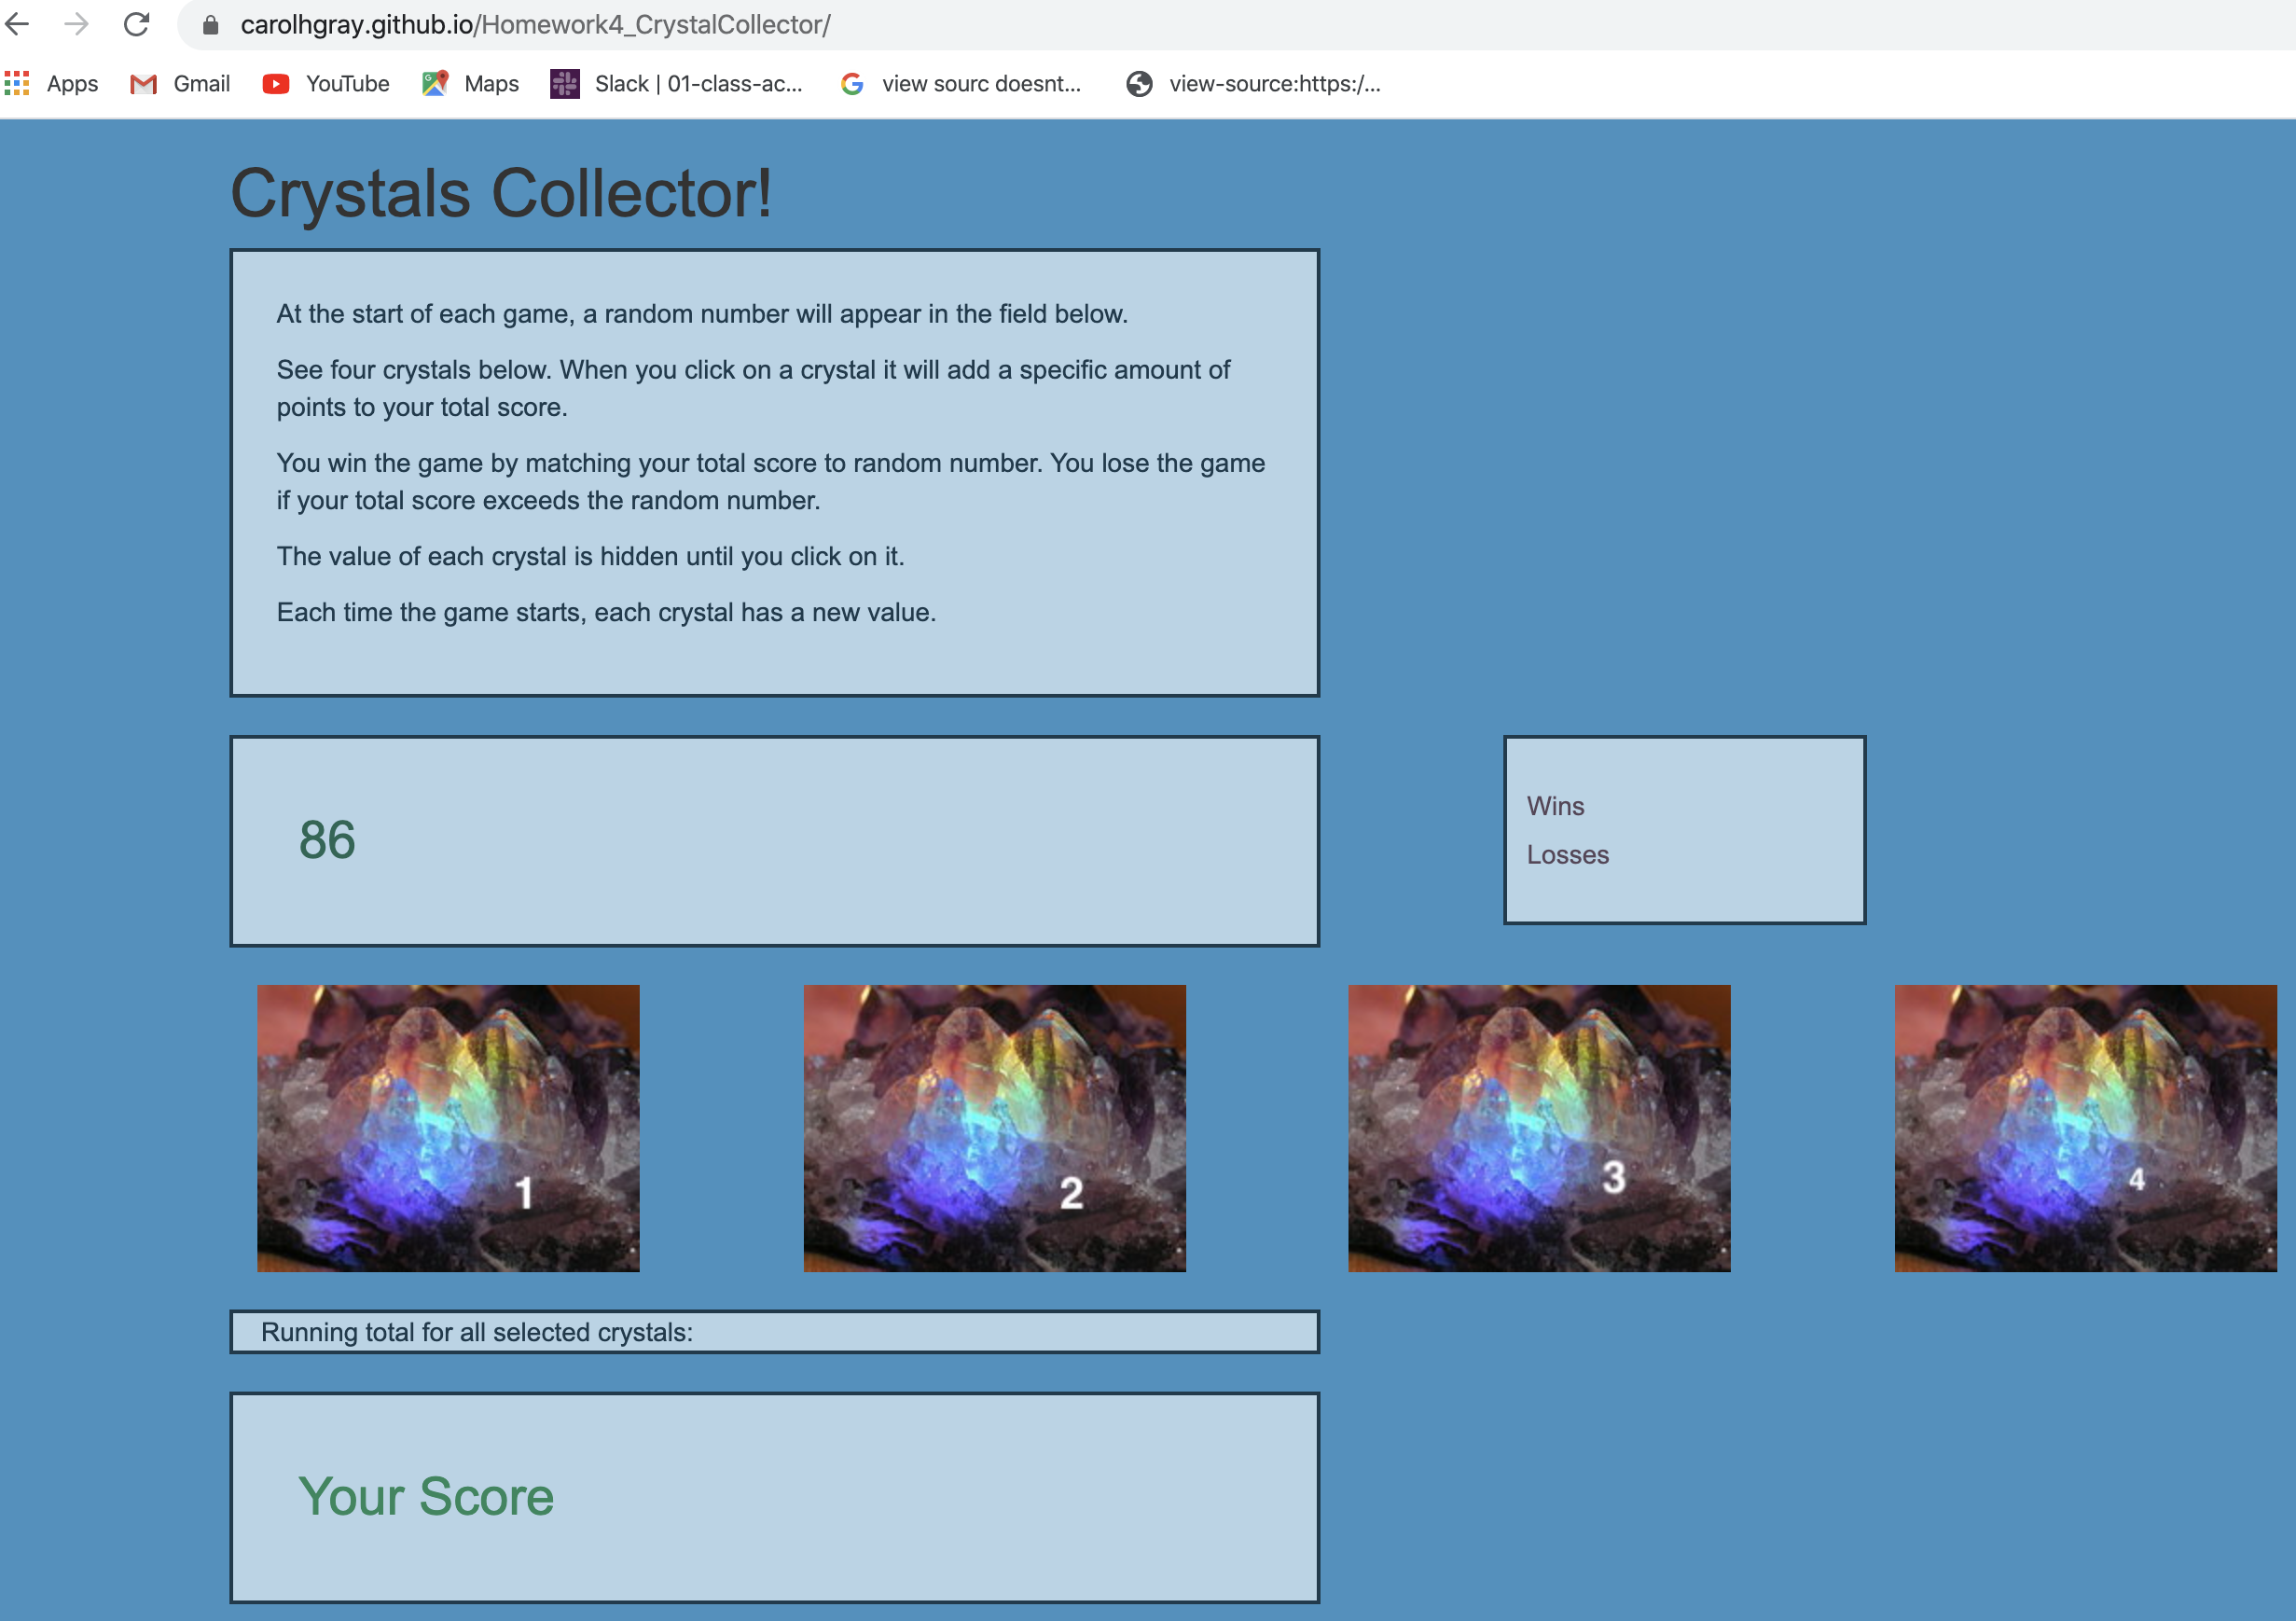 carolhgray.github.io/Homework4_CrystalCollector/
Apps Gmail YouTube Maps Slack | 01-class-ac... view sourc doesnt... view-source:https:/...
Crystals Collector!
At the start of each game, a random number will appear in the field below.
See four crystals below. When you click on a crystal it will add a specific amount of
points to your total score.
You win the game by matching your total score to random number. You lose the game
if your total score exceeds the random number.
The value of each crystal is hidden until you click on it.
Each time the game starts, each crystal has a new value.
86
Wins
Losses
1 2 3 4
Running total for all selected crystals:
Your Score